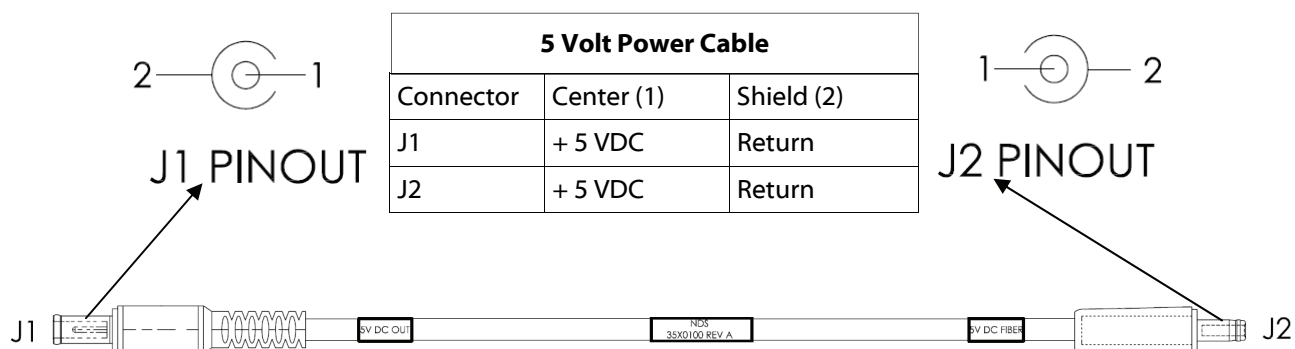 5 Volt Power Cable
2 1
Connector Center (1) Shield (2)
J1 + 5 VDC Return
J2 + 5 VDC Return
1 2
J1 PINOUT
J2 PINOUT
J1
5V DC OUT
NDS
35X0100 REV A
5V DC FIBER
J2